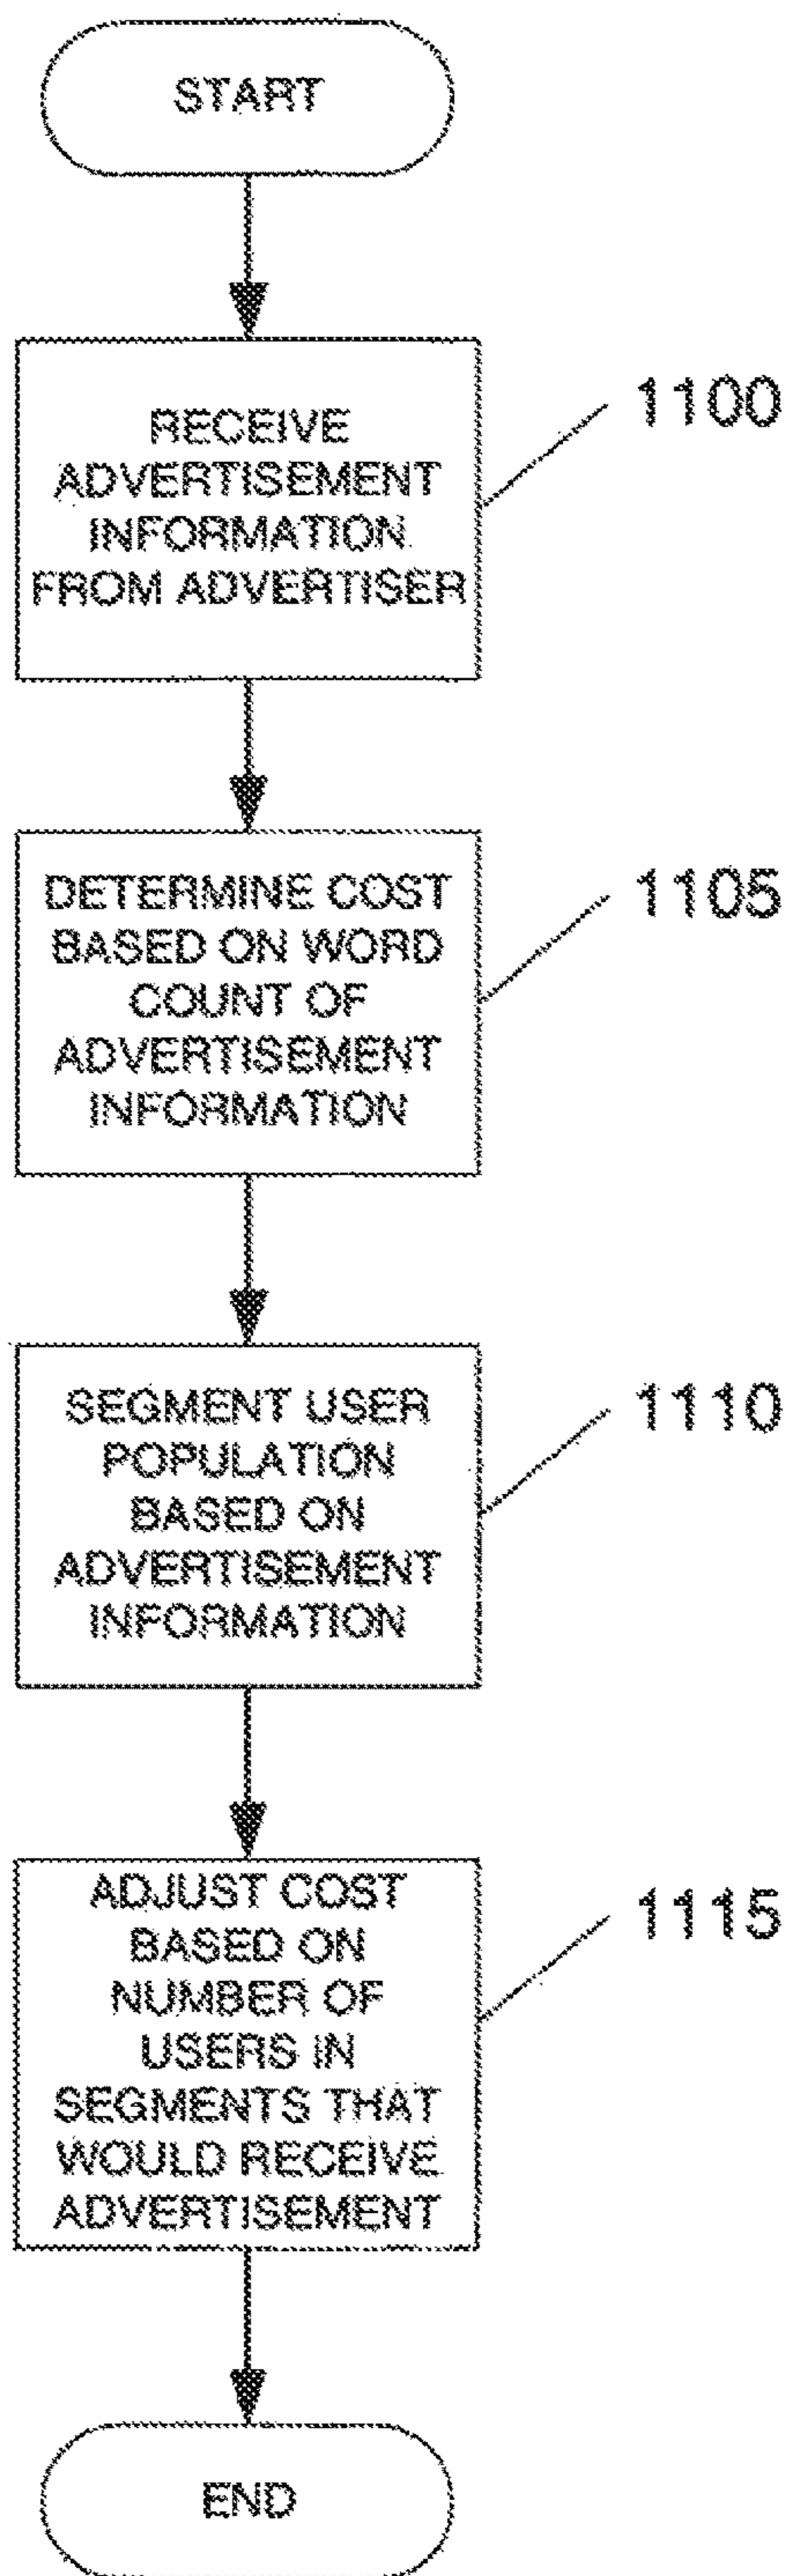 START
RECEIVE
ADVERTISEMENT
INFORMATION
FROM ADVERTISER
1100
DETERMINE COST
BASED ON WORD
COUNT OF
ADVERTISEMENT
INFORMATION
1105
SEGMENT USER
POPULATION
BASED ON
ADVERTISEMENT
INFORMATION
1110
ADJUST COST
BASED ON
NUMBER OF
USERS IN
SEGMENTS THAT
WOULD RECEIVE
ADVERTISEMENT
1115
END